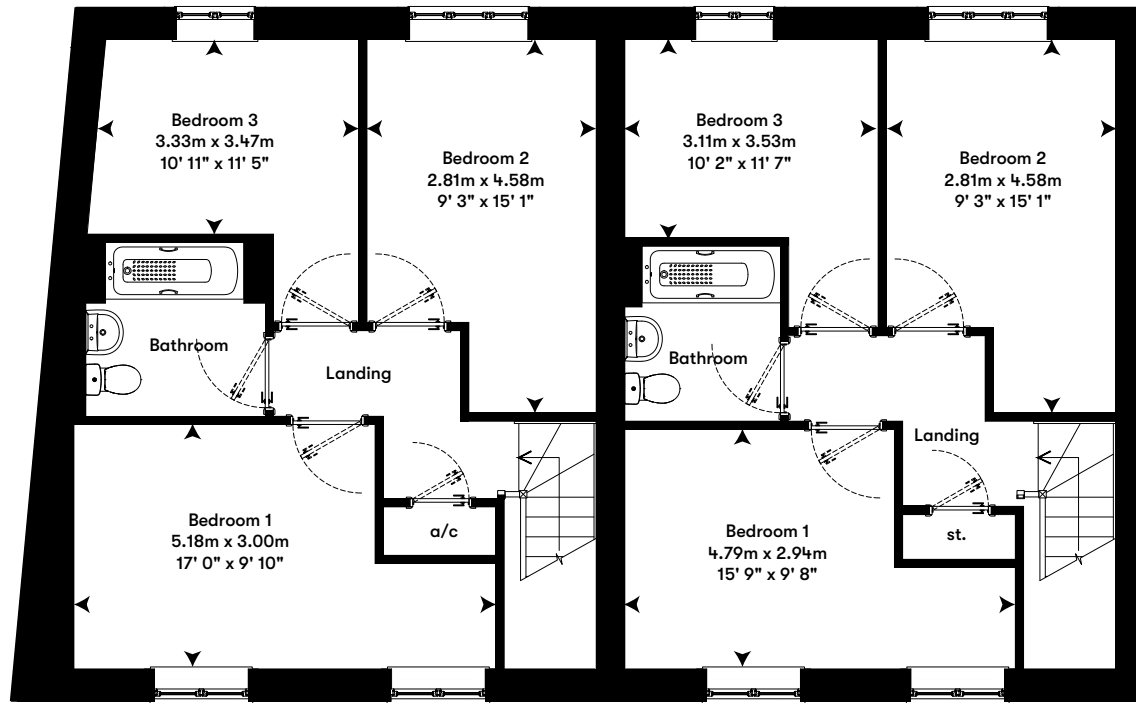 Bedroom 3
3.33m x 3.47m
10' 11" x 11' 5"
Bedroom 2
2.81m x 4.58m
9' 3" x 15' 1"
Bathroom
Landing
Bedroom 1
5.18m x 3.00m
17' 0" x 9' 10"
a/c
Bedroom 3
3.11m x 3.53m
10' 2" x 11' 7"
Bedroom 2
2.81m x 4.58m
9' 3" x 15' 1"
Bathroom
Landing
Bedroom 1
4.79m x 2.94m
15' 9" x 9' 8"
st.